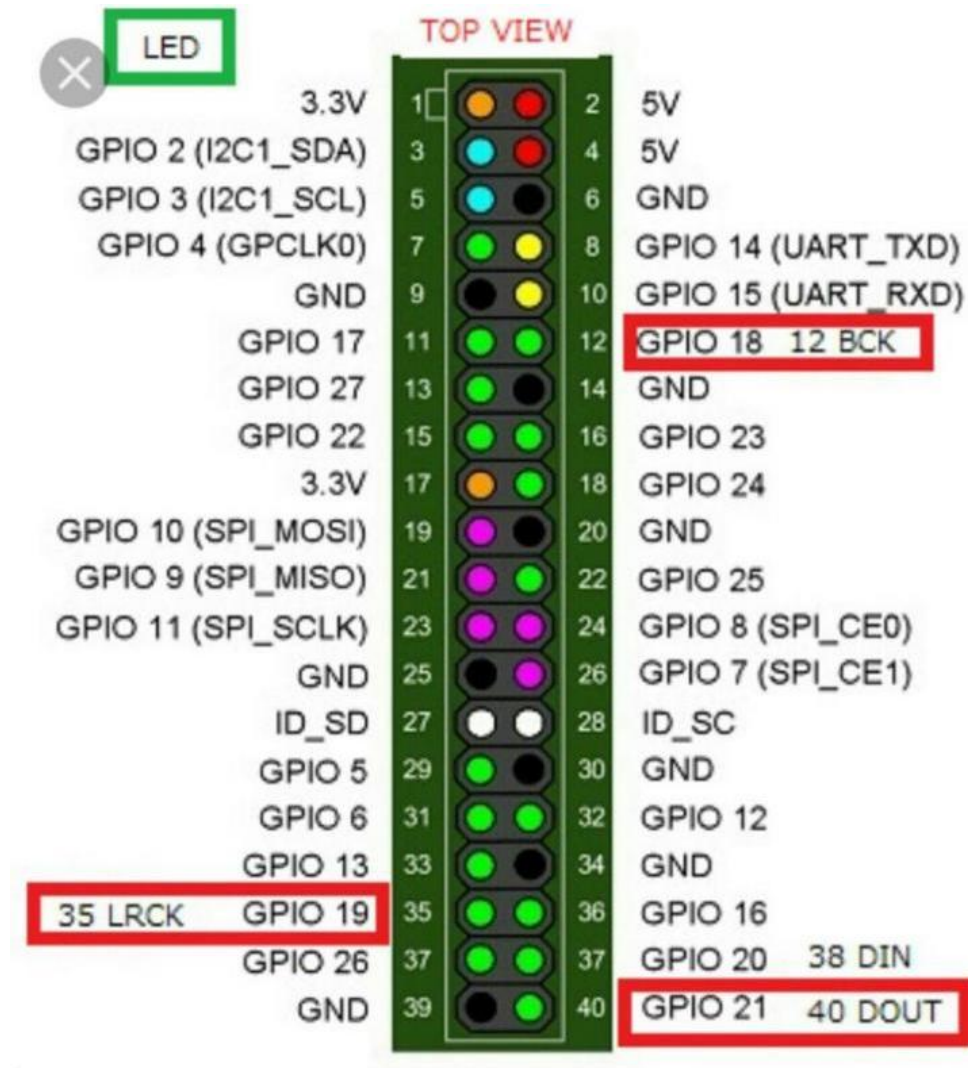 TOP VIEW
LED
3.3V 1 2 5V
GPIO 2 (I2C1_SDA) 3 4 5V
GPIO 3 (I2C1_SCL) 5 6 GND
GPIO 4 (GPCLK0) 7 8 GPIO 14 (UART_TXD)
GND 9 10 GPIO 15 (UART_RXD)
GPIO 17 11 12 GPIO 18 12 BCK
GPIO 27 13 14 GND
GPIO 22 15 16 GPIO 23
3.3V 17 18 GPIO 24
GPIO 10 (SPI_MOSI) 19 20 GND
GPIO 9 (SPI_MISO) 21 22 GPIO 25
GPIO 11 (SPI_SCLK) 23 24 GPIO 8 (SPI_CE0)
GND 25 26 GPIO 7 (SPI_CE1)
ID_SD 27 28 ID_SC
GPIO 5 29 30 GND
GPIO 6 31 32 GPIO 12
GPIO 13 33 34 GND
35 LRCK GPIO 19 35 36 GPIO 16
GPIO 26 37 37 GPIO 20 38 DIN
GND 39 40 GPIO 21 40 DOUT